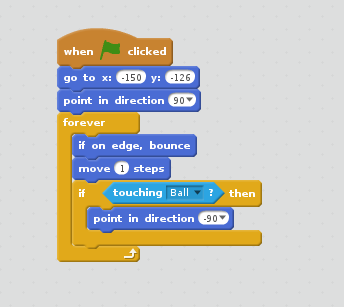 when clicked
go to x: -150 y: -126
point in direction 90
forever
if on edge, bounce
move 1 steps
if touching Ball ? then
point in direction -90